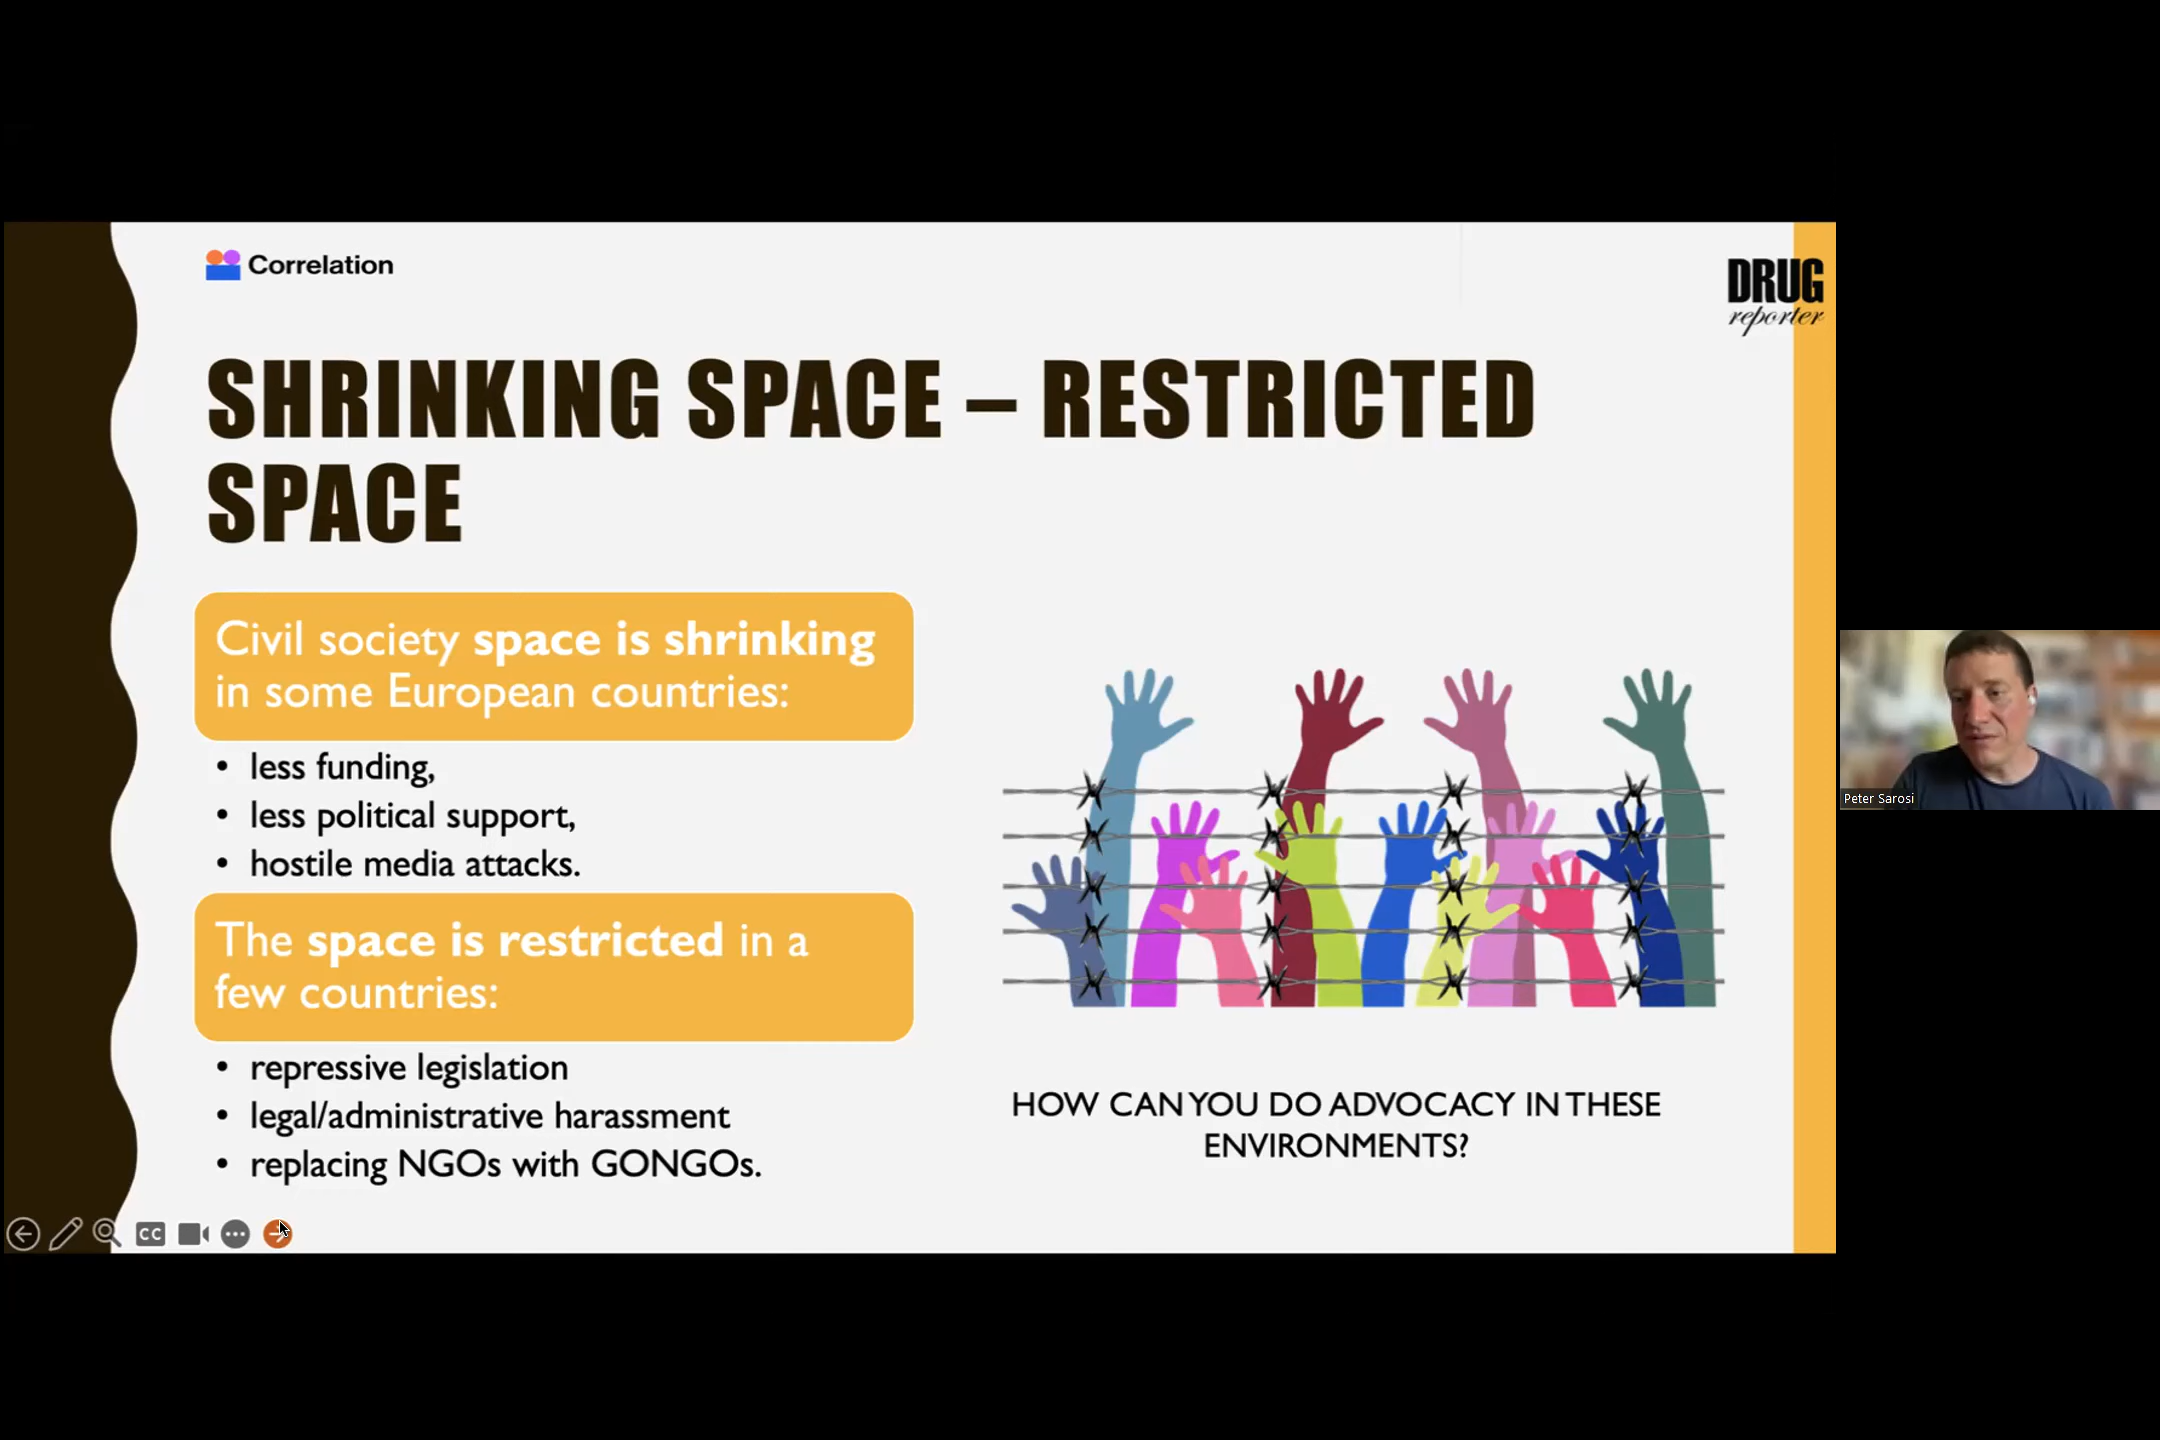 Correlation
DRUG
reporter
SHRINKING SPACE – RESTRICTED
SPACE
Civil society space is shrinking
in some European countries:
• less funding,
• less political support,
• hostile media attacks.
The space is restricted in a
few countries:
• repressive legislation
• legal/administrative harassment
• replacing NGOs with GONGOs.
HOW CAN YOU DO ADVOCACY IN THESE
ENVIRONMENTS?
CC
Peter Sarosi